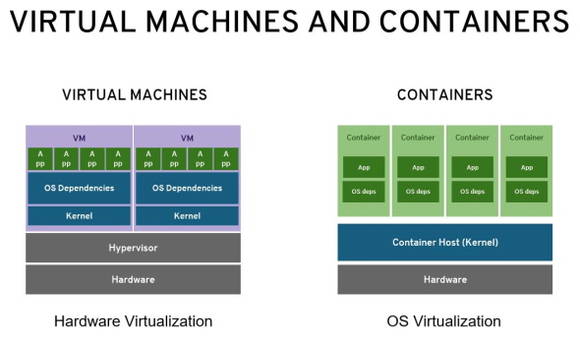 VIRTUAL MACHINES AND CONTAINERS
VIRTUAL MACHINES
CONTAINERS
VM
VM
A
pp
A
pp
A
pp
A
pp
A
pp
A
pp
A
pp
A
pp
OS Dependencies
OS Dependencies
Kernel
Kernel
Hypervisor
Hardware
Hardware Virtualization
Container
Container
Container
Container
App
App
App
App
OS deps
OS deps
OS deps
OS deps
Container Host (Kernel)
Hardware
OS Virtualization